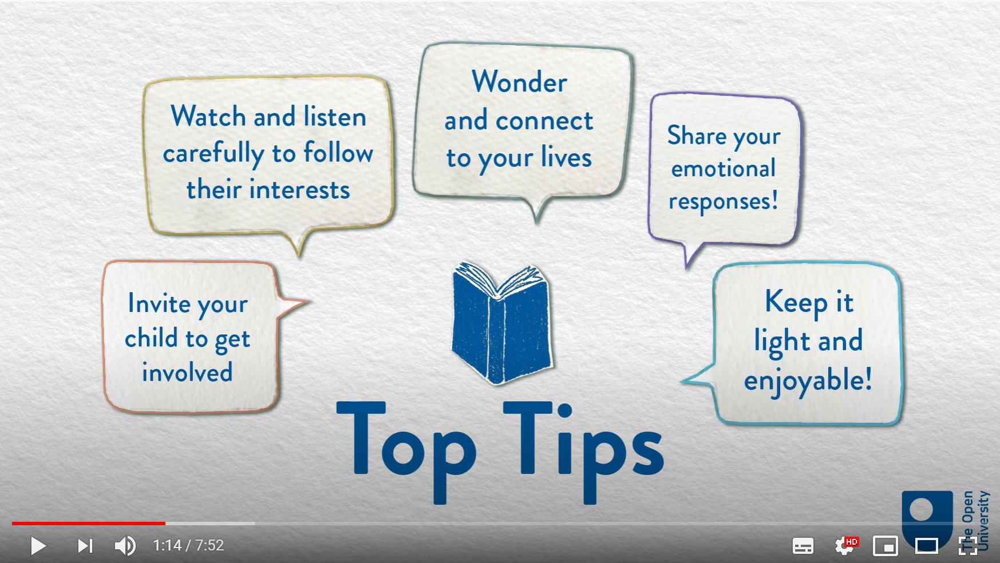 Wonder
and connect
to your lives
Watch and listen
carefully to follow
their interests
Share your
emotional
responses!
Invite your
child to get
involved
Keep it
light and
enjoyable!
Top Tips
The Open
University
1:14 / 7:52
HD